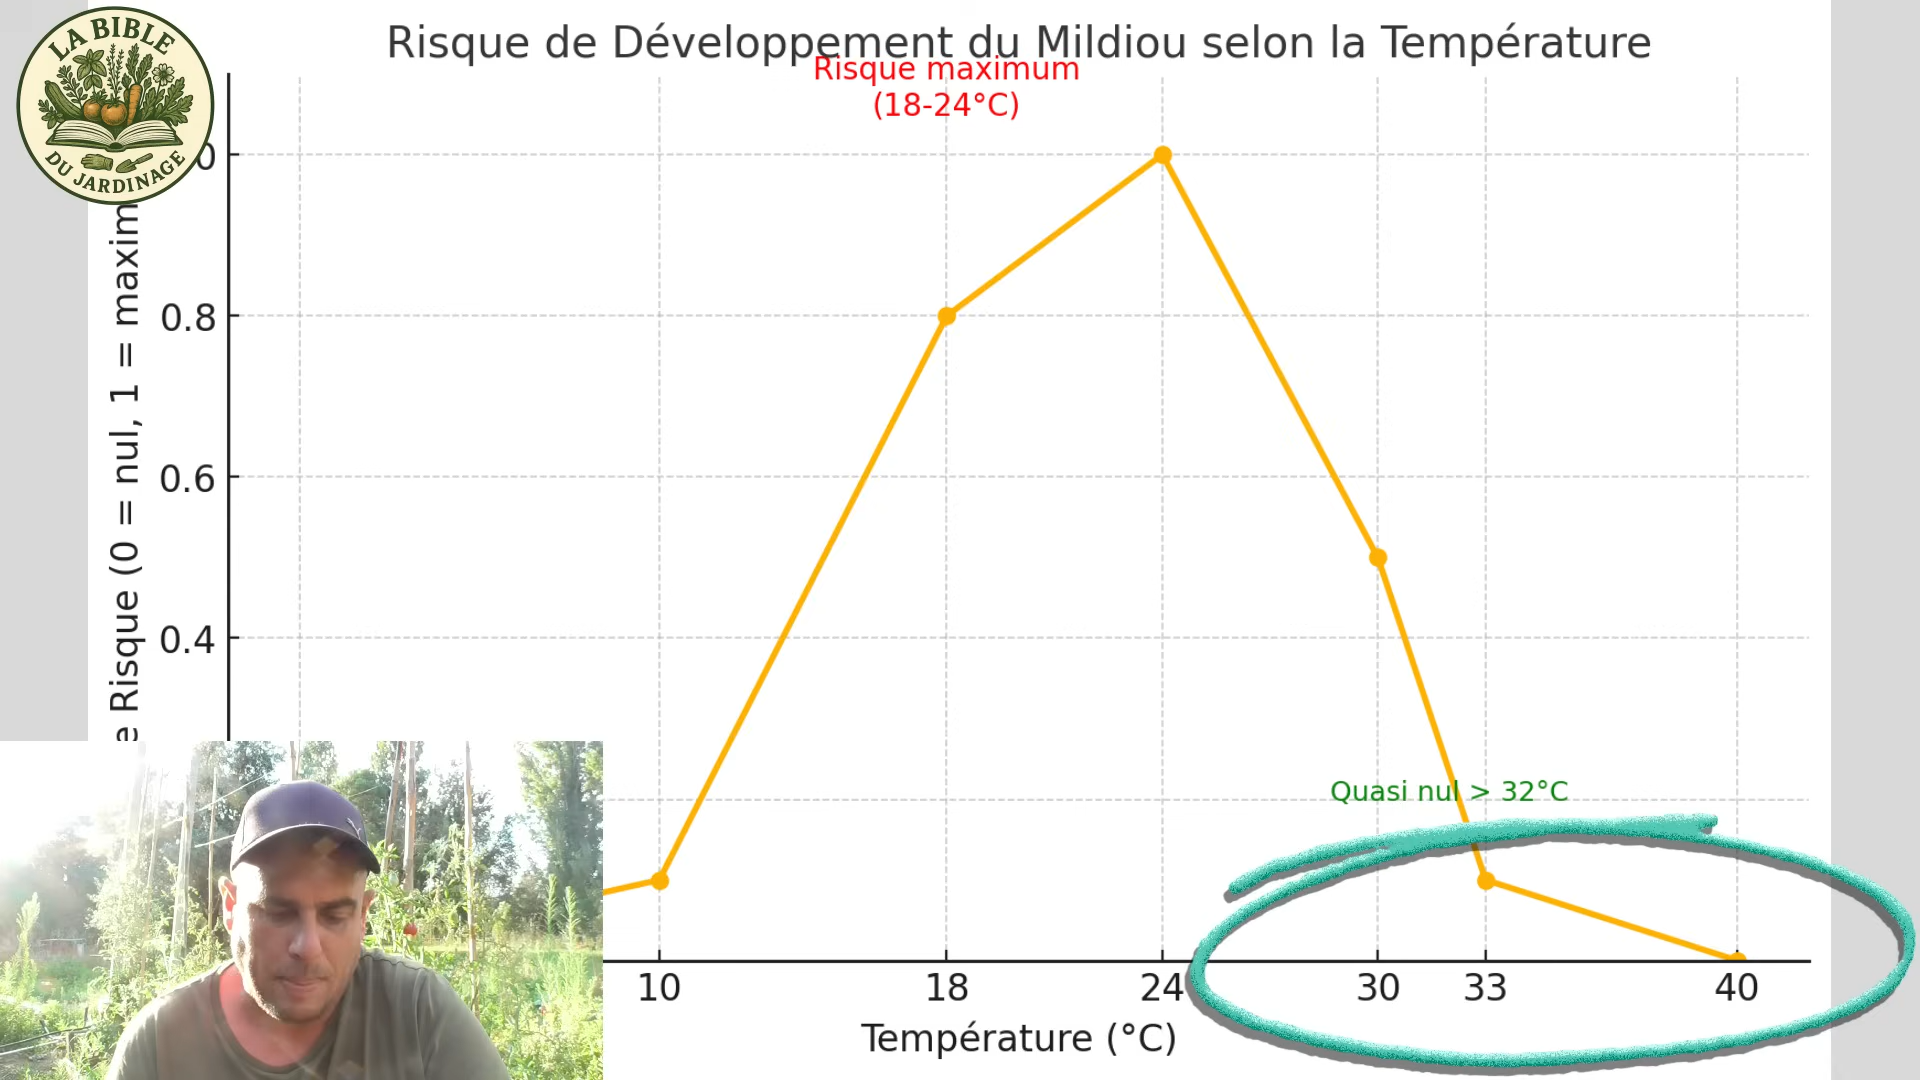 LA BIBLE
DU JARDINAGE
Risque de Développement du Mildiou selon la Température
Risque maximum
(18-24°C)
0
0.8
0.6
0.4
e Risque (0 = nul, 1 = maxim
Quasi nul > 32°C
10 18 24 30 33 40
Température (°C)